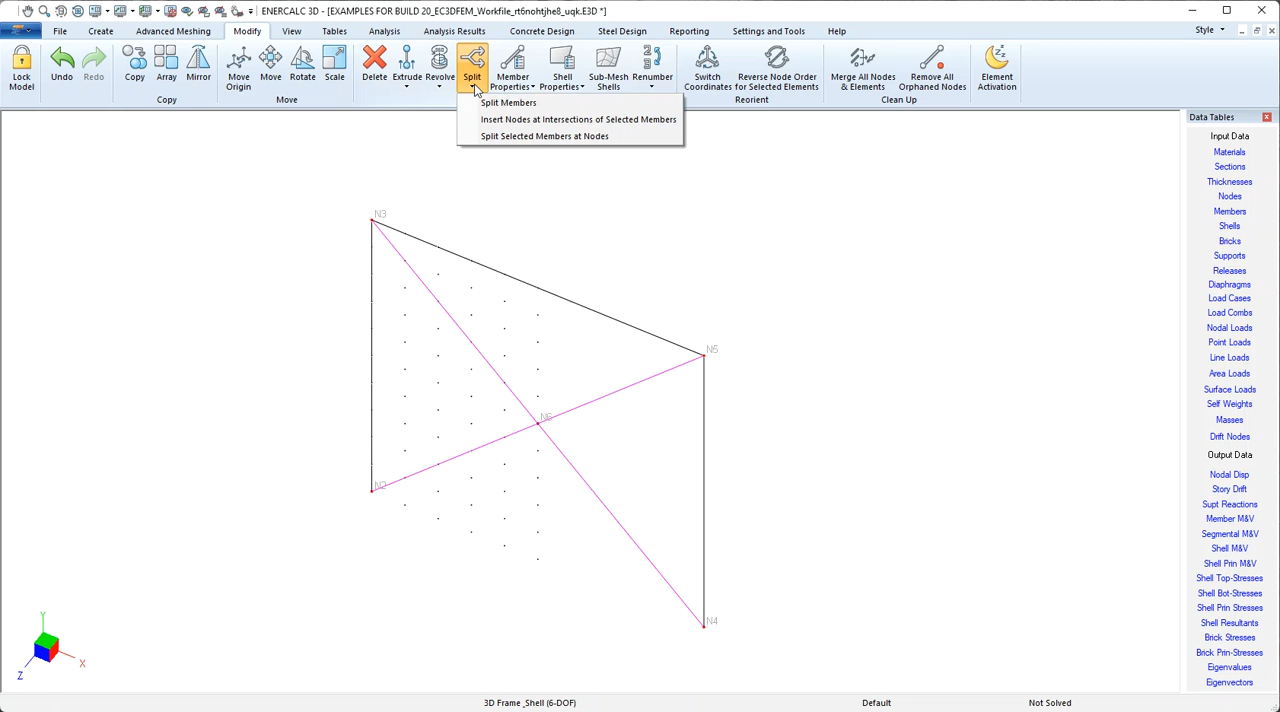 ENERCALC 3D - [EXAMPLES FOR BUILD 20_EC3DFEM_Workfile_rt6nohtjhe8_uqk.E3D *]
File Create Advanced Meshing Modify View Tables Analysis Analysis Results Concrete Design Steel Design Reporting Settings and Tools Help Style
Lock Model
Undo
Redo
Copy
Array
Mirror
Move Origin
Move
Rotate
Scale
Delete
Extrude
Revolve
Split
Member Properties
Shell Properties
Sub-Mesh Shells
Renumber
Switch Coordinates
Reverse Node Order for Selected Elements
Merge All Nodes & Elements
Remove All Orphaned Nodes
Element Activation
Copy
Move
Reorient
Clean Up
Split Members
Insert Nodes at Intersections of Selected Members
Split Selected Members at Nodes
N3
N5
N6
N2
N4
Y
X
Z
Data Tables
Input Data
Materials
Sections
Thicknesses
Nodes
Members
Shells
Bricks
Supports
Releases
Diaphragms
Load Cases
Load Combs
Nodal Loads
Point Loads
Line Loads
Area Loads
Surface Loads
Self Weights
Masses
Drift Nodes
Output Data
Nodal Disp
Story Drift
Supt Reactions
Member M&V
Segmental M&V
Shell M&V
Shell Prin M&V
Shell Top-Stresses
Shell Bot-Stresses
Shell Prin Stresses
Shell Resultants
Brick Stresses
Brick Prin-Stresses
Eigenvalues
Eigenvectors
3D Frame _Shell (6-DOF)
Default
Not Solved